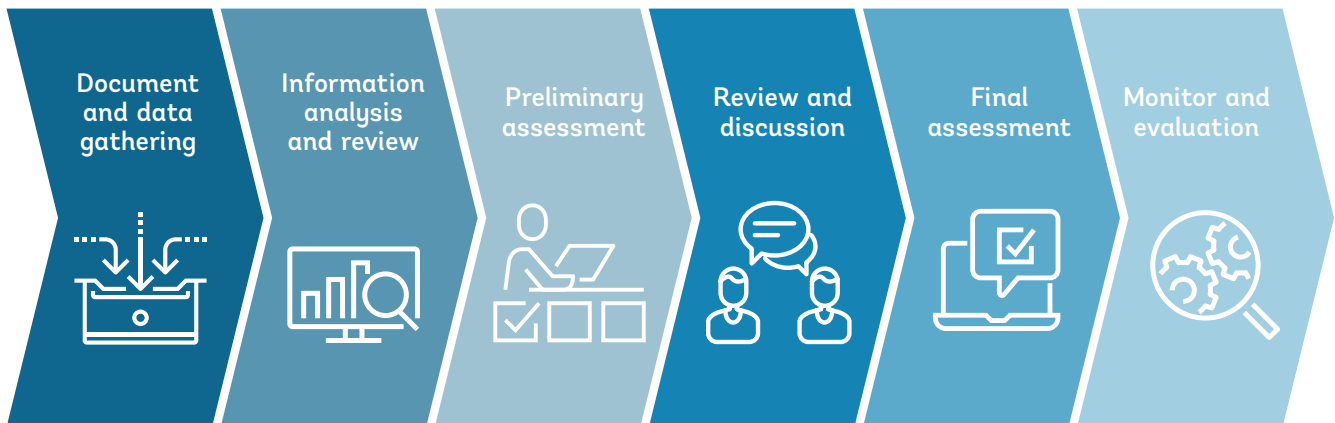 Document
and data
gathering
Information
analysis
and review
Preliminary
assessment
Review and
discussion
Final
assessment
Monitor and
evaluation